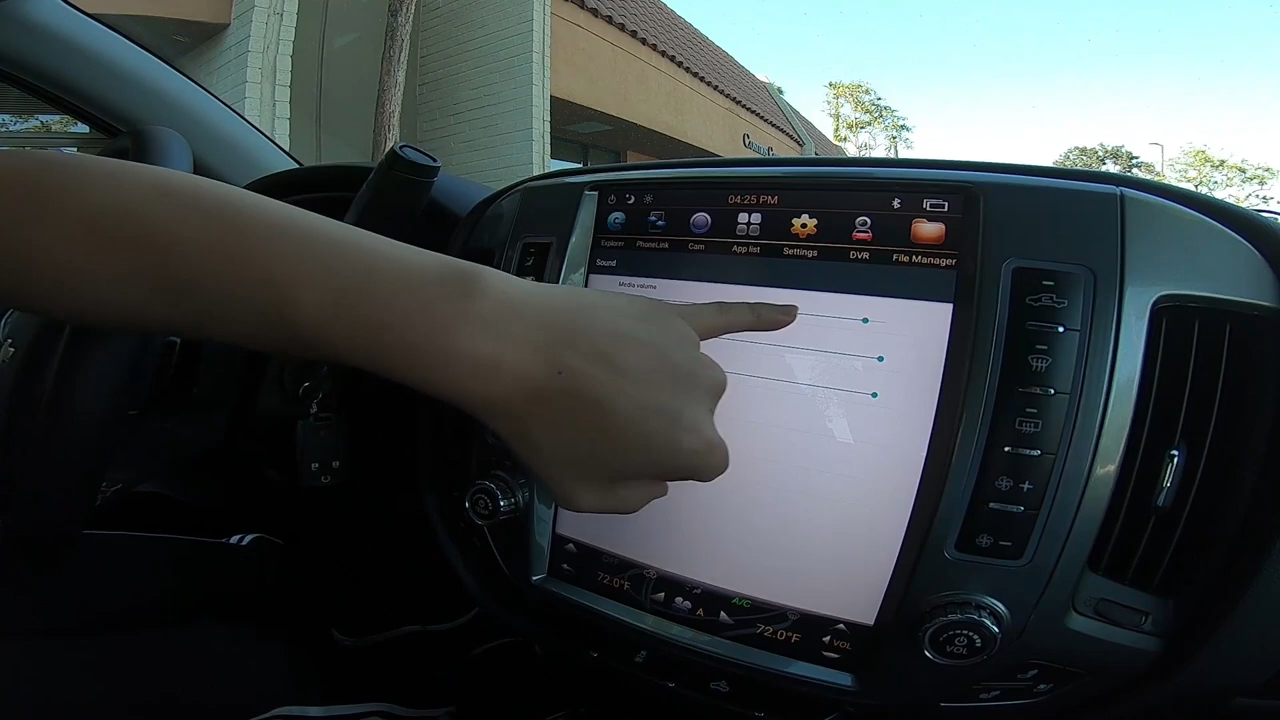 04:25 PM
Explorer PhoneLink Cam App list Settings DVR File Manager
Sound
Media volume
OFF
72.0°F
A
A/C
72.0°F
VOL
VOL